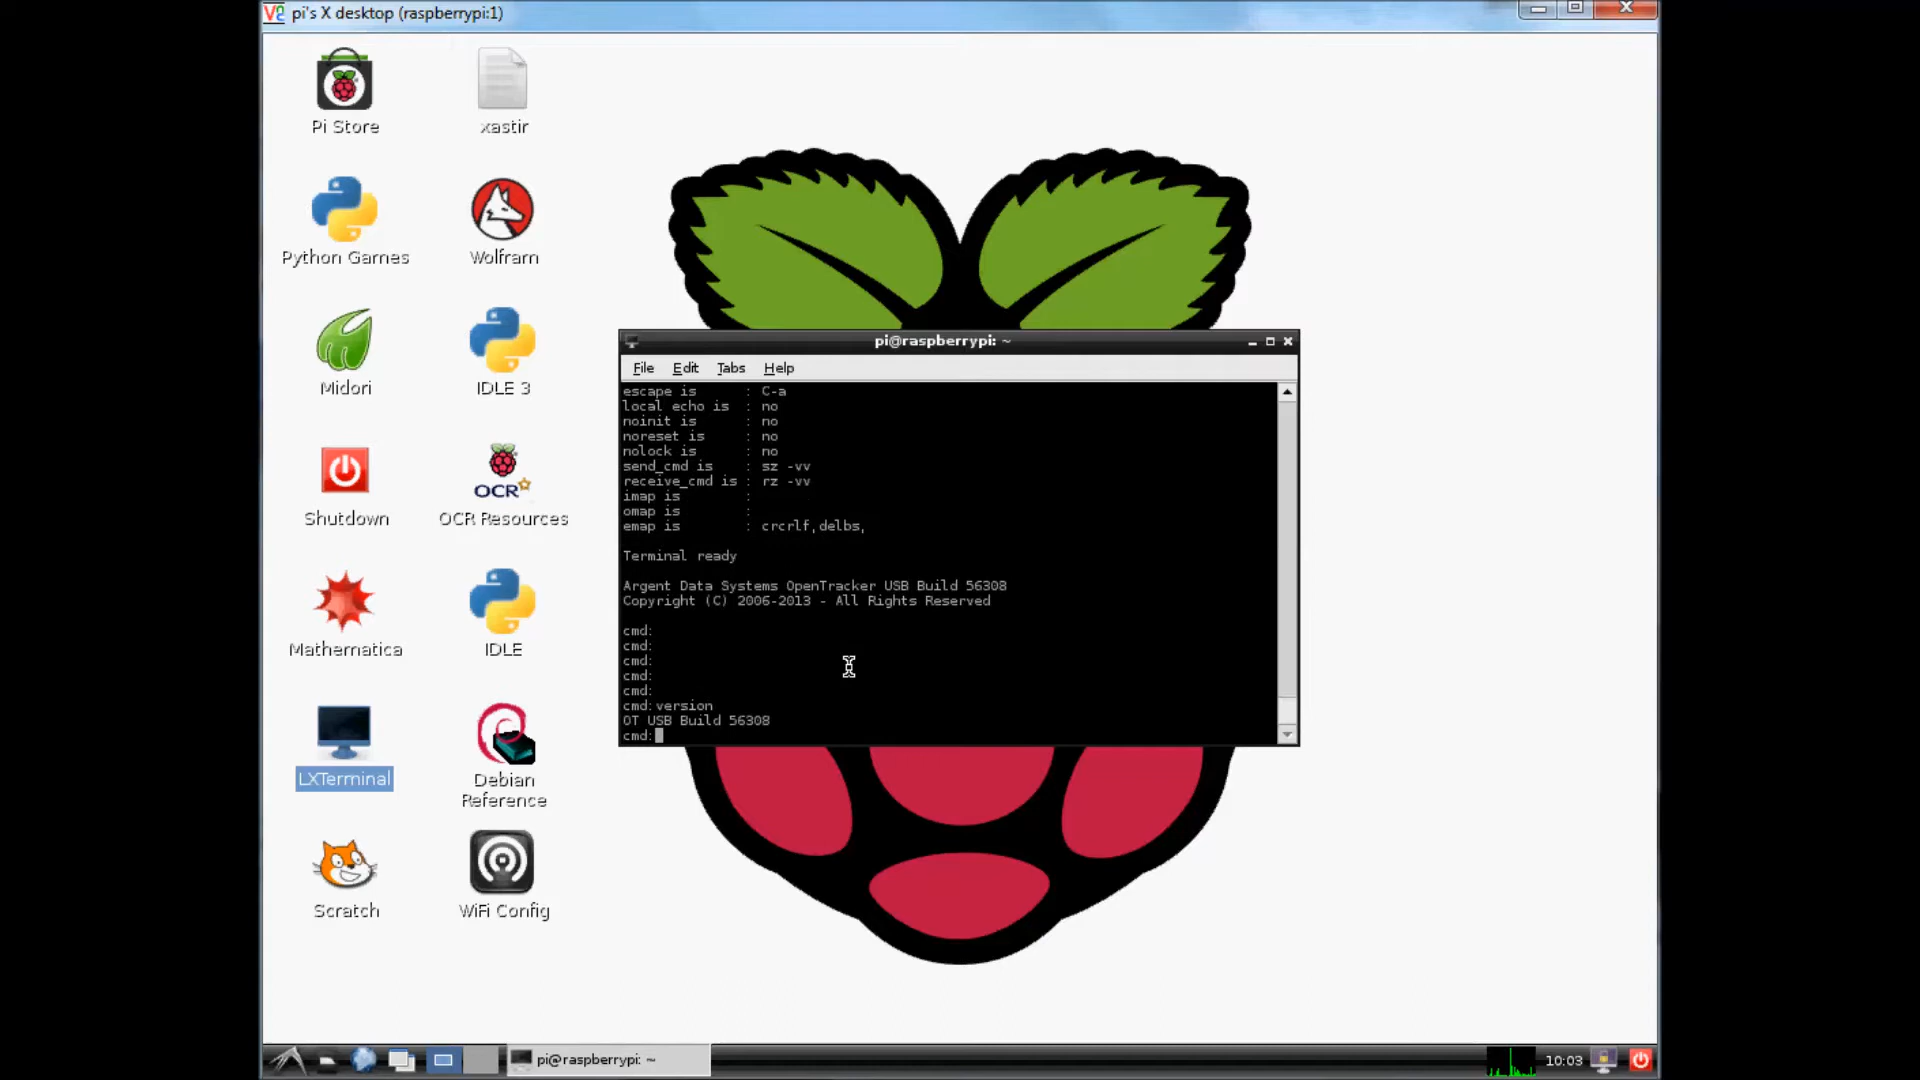 V2 pi's X desktop (raspberrypi:1)
Pi Store
xastir
Python Games
Wolfram
Midori
IDLE 3
OCR
Shutdown
OCR Resources
Mathematica
IDLE
LXTerminal
Debian
Reference
Scratch
WiFi Config
pi@raspberrypi: ~
File Edit Tabs Help
escape is : C-a
local echo is : no
noinit is : no
noreset is : no
nolock is : no
send_cmd is : sz -vv
receive_cmd is : rz -vv
imap is :
omap is :
emap is : crcrlf,delbs,
Terminal ready
Argent Data Systems OpenTracker USB Build 56308
Copyright (C) 2006-2013 - All Rights Reserved
cmd:
cmd:
cmd:
cmd:
cmd:
cmd:version
OT USB Build 56308
cmd:
pi@raspberrypi: ~
10:03